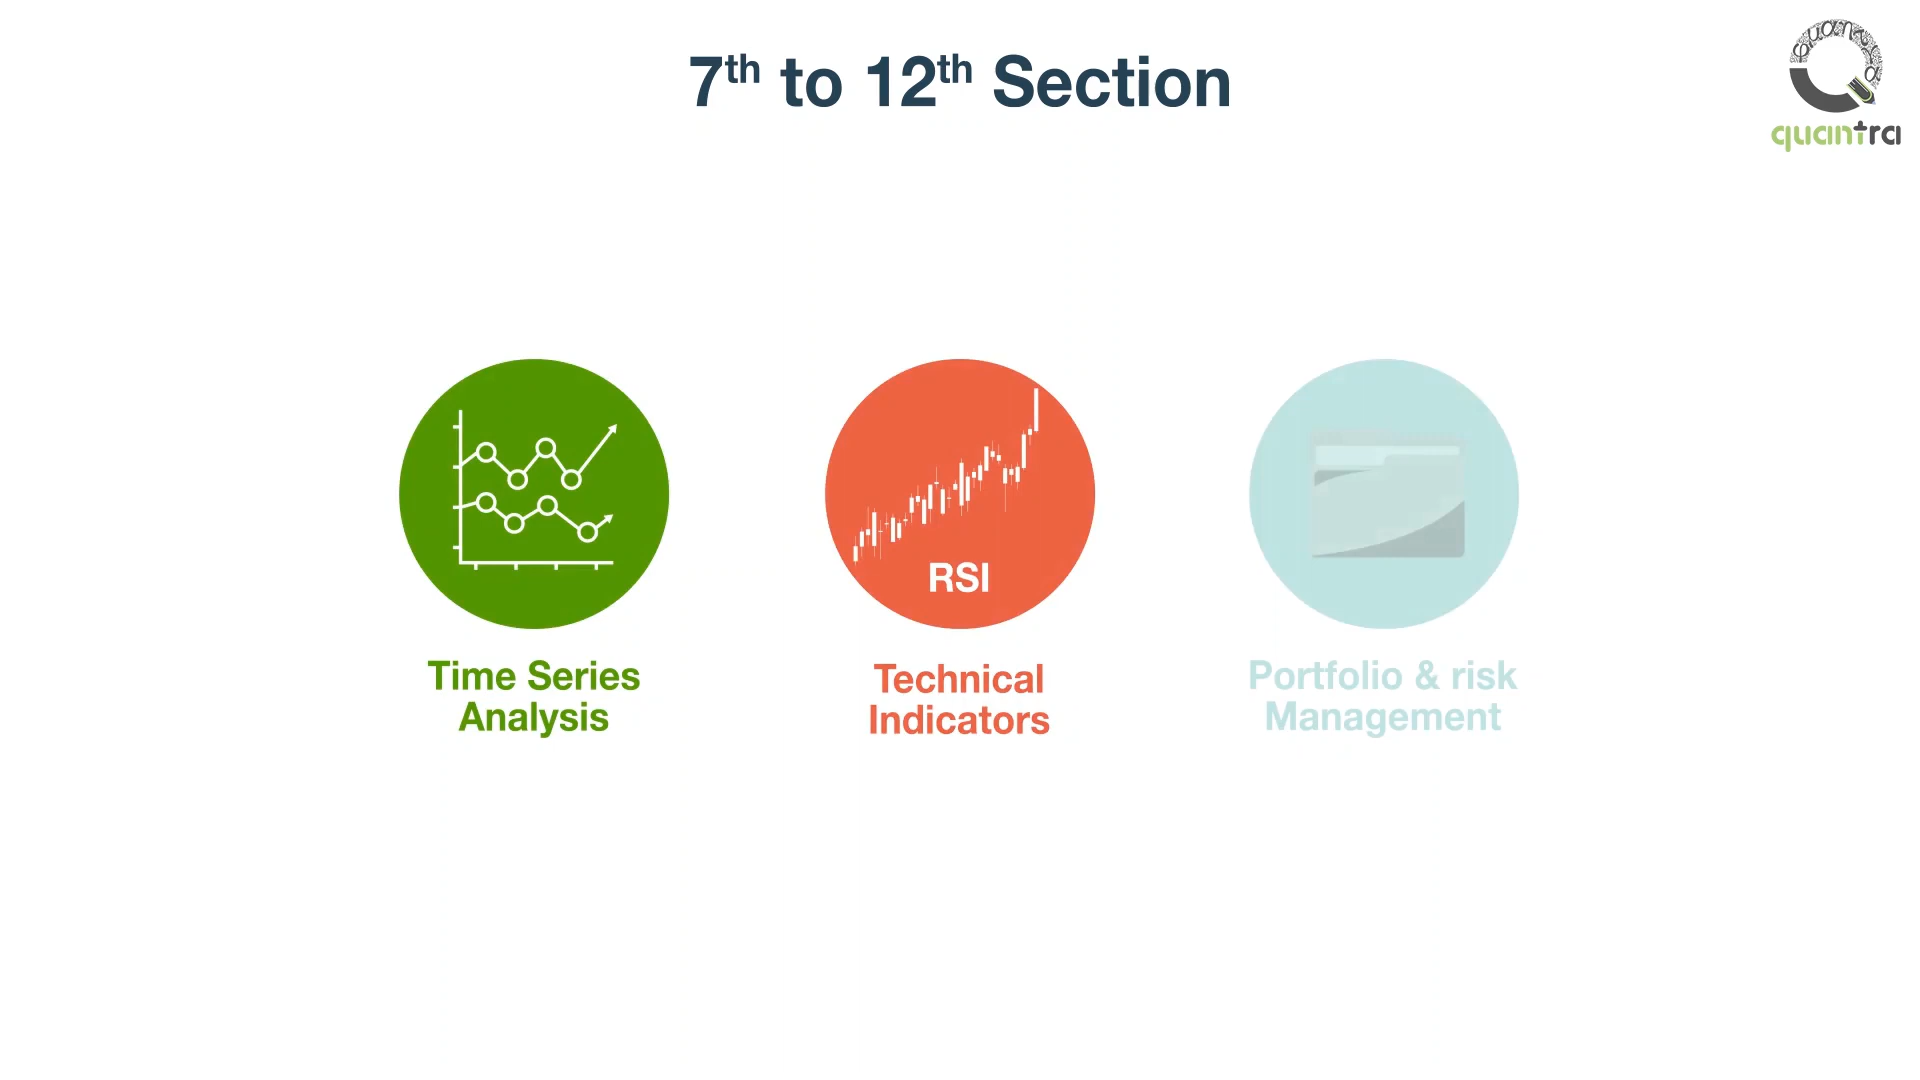 7th to 12th Section
quantra
RSI
Time Series
Analysis
Technical
Indicators
Portfolio & risk
Management